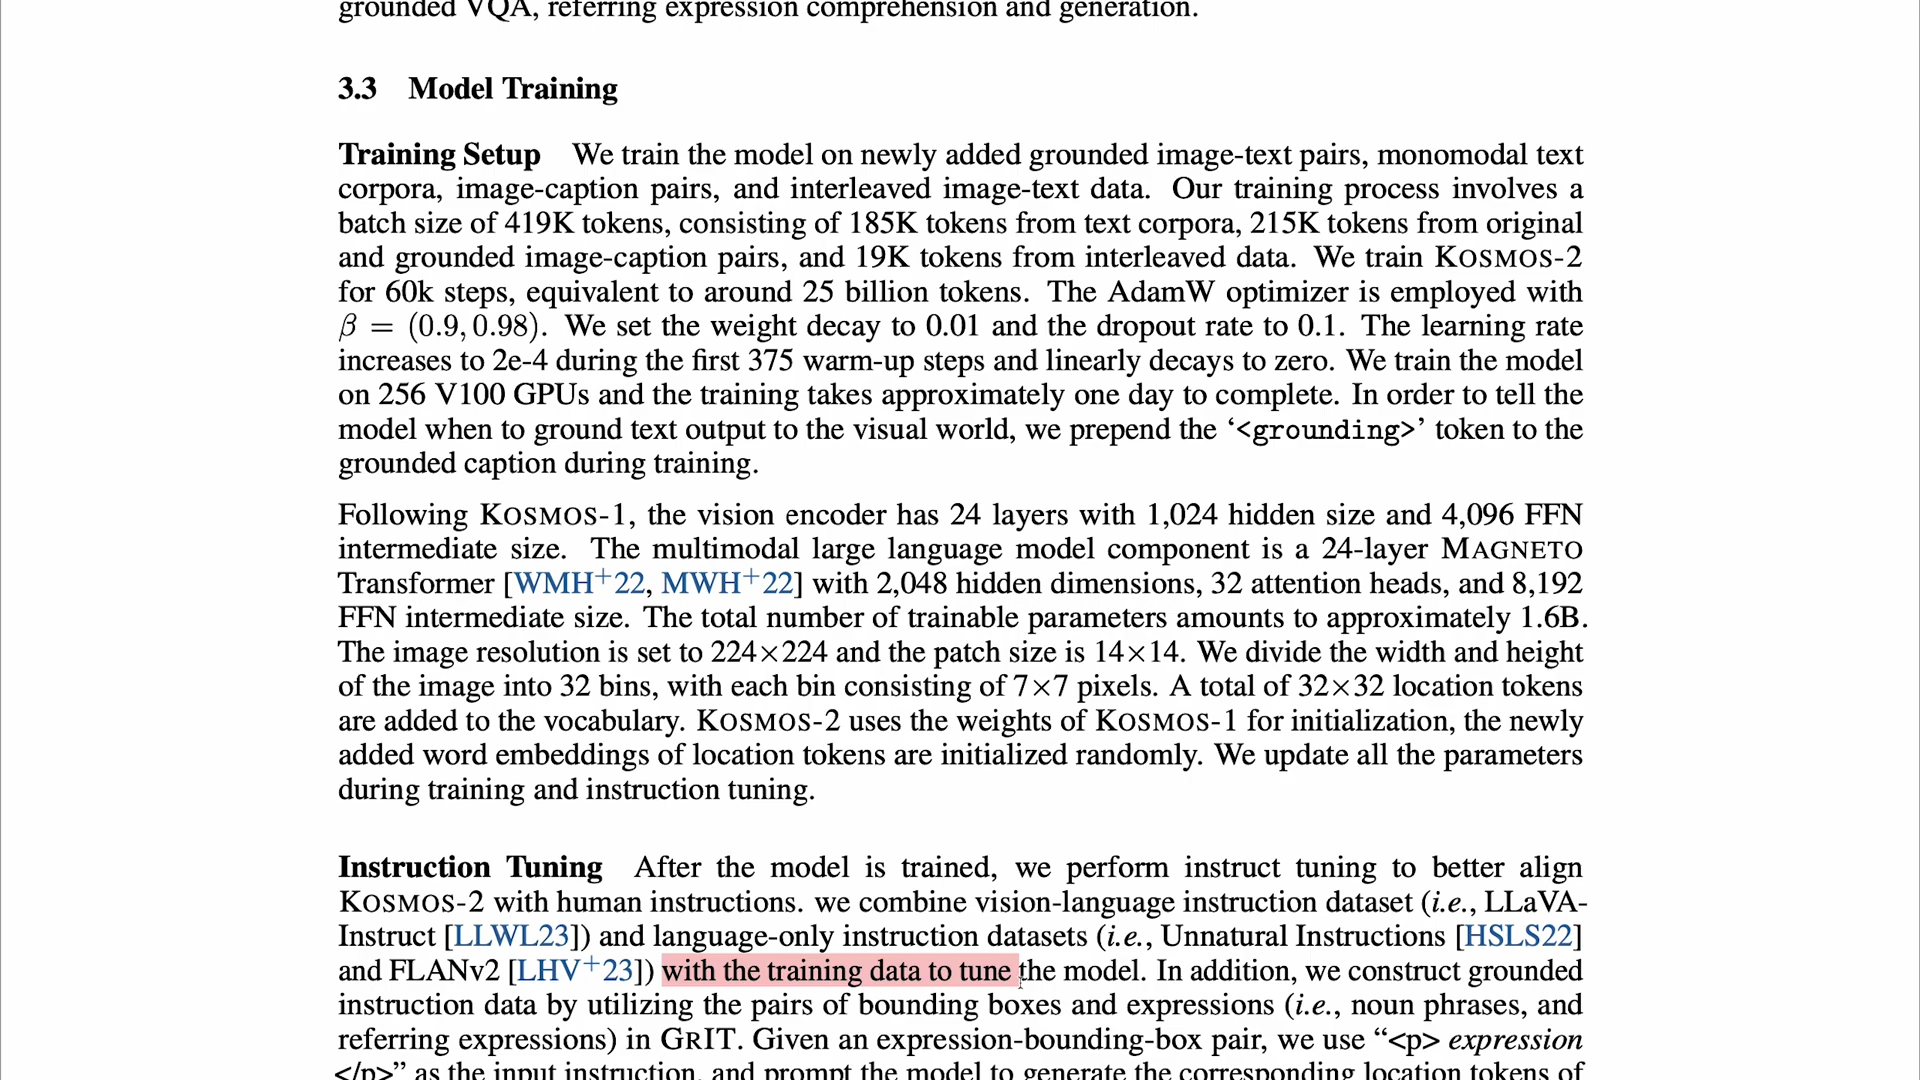 grounded VQA, referring expression comprehension and generation.
3.3 Model Training
Training Setup We train the model on newly added grounded image-text pairs, monomodal text
corpora, image-caption pairs, and interleaved image-text data. Our training process involves a
batch size of 419K tokens, consisting of 185K tokens from text corpora, 215K tokens from original
and grounded image-caption pairs, and 19K tokens from interleaved data. We train KOSMOS-2
for 60k steps, equivalent to around 25 billion tokens. The AdamW optimizer is employed with
β = (0.9, 0.98). We set the weight decay to 0.01 and the dropout rate to 0.1. The learning rate
increases to 2e-4 during the first 375 warm-up steps and linearly decays to zero. We train the model
on 256 V100 GPUs and the training takes approximately one day to complete. In order to tell the
model when to ground text output to the visual world, we prepend the ‘<grounding>’ token to the
grounded caption during training.
Following KOSMOS-1, the vision encoder has 24 layers with 1,024 hidden size and 4,096 FFN
intermediate size. The multimodal large language model component is a 24-layer MAGNETO
Transformer [WMH+22, MWH+22] with 2,048 hidden dimensions, 32 attention heads, and 8,192
FFN intermediate size. The total number of trainable parameters amounts to approximately 1.6B.
The image resolution is set to 224×224 and the patch size is 14×14. We divide the width and height
of the image into 32 bins, with each bin consisting of 7×7 pixels. A total of 32×32 location tokens
are added to the vocabulary. KOSMOS-2 uses the weights of KOSMOS-1 for initialization, the newly
added word embeddings of location tokens are initialized randomly. We update all the parameters
during training and instruction tuning.
Instruction Tuning After the model is trained, we perform instruct tuning to better align
KOSMOS-2 with human instructions. we combine vision-language instruction dataset (i.e., LLaVA-
Instruct [LLWL23]) and language-only instruction datasets (i.e., Unnatural Instructions [HSLS22]
and FLANv2 [LHV+23]) with the training data to tune the model. In addition, we construct grounded
instruction data by utilizing the pairs of bounding boxes and expressions (i.e., noun phrases, and
referring expressions) in GRIT. Given an expression-bounding-box pair, we use “<p> expression
</p>” as the input instruction, and prompt the model to generate the corresponding location tokens of